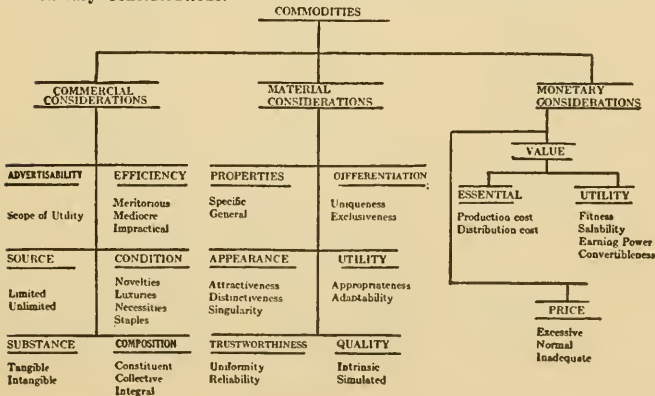 COMMODITIES
COMMERCIAL CONSIDERATIONS
MATERIAL CONSIDERATIONS
MONETARY CONSIDERATIONS
VALUE
ADVERTISABILITY
Scope of Utility
EFFICIENCY
Meritorious
Mediocre
Impractical
PROPERTIES
Specific
General
DIFFERENTIATION
Uniqueness
Exclusiveness
ESSENTIAL
Production cost
Distribution cost
UTILITY
Fitness
Salability
Earning Power
Convertibleness
SOURCE
Limited
Unlimited
CONDITION
Novelties
Luxuries
Necessities
Staples
APPEARANCE
Attractiveness
Distinctiveness
Singularity
UTILITY
Appropriateness
Adaptability
PRICE
Excessive
Normal
Inadequate
SUBSTANCE
Tangible
Intangible
COMPOSITION
Constituent
Collective
Integral
TRUSTWORTHINESS
Uniformity
Reliability
QUALITY
Intrinsic
Simulated